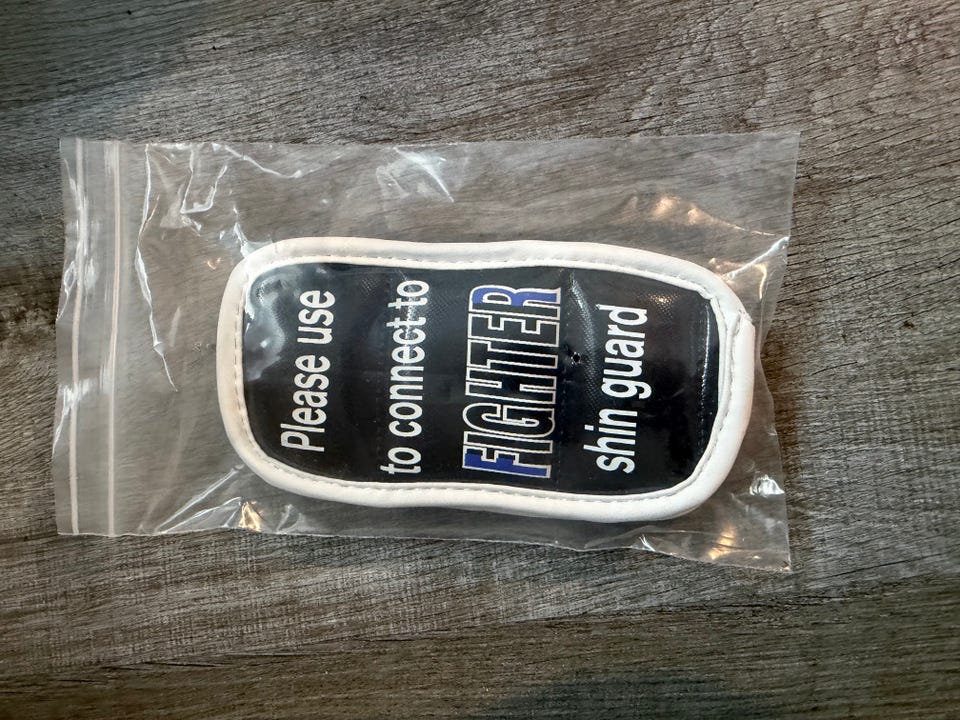 Please use
to connect to
FIGHTER
shin guard